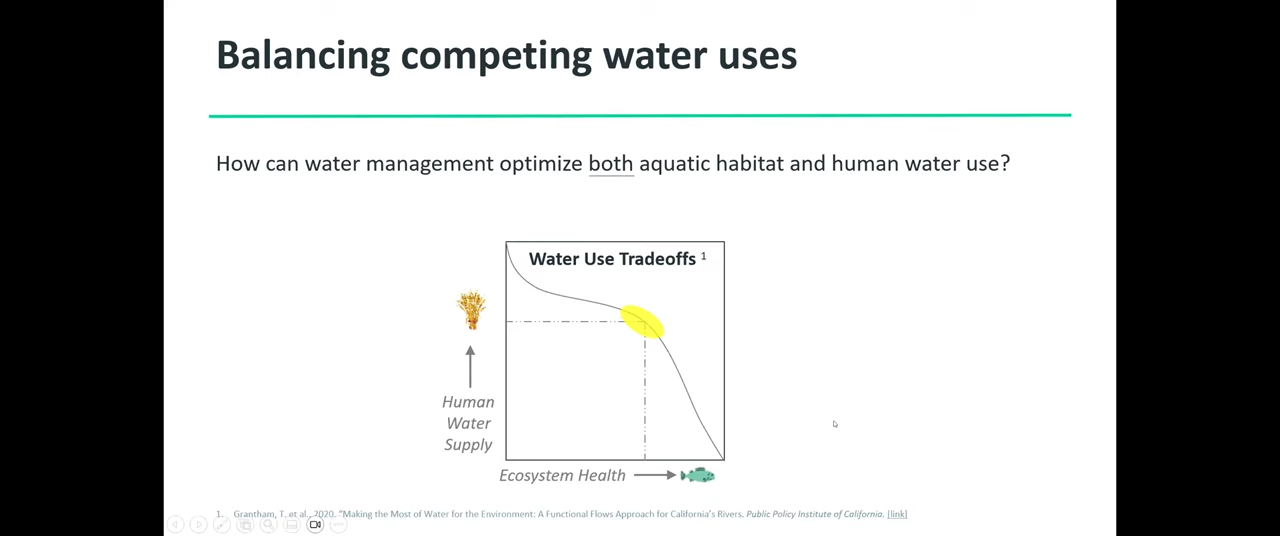 Balancing competing water uses
How can water management optimize both aquatic habitat and human water use?
Water Use Tradeoffs 1
Human
Water
Supply
Ecosystem Health
1. Grantham, T. et al., 2020. "Making the Most of Water for the Environment: A Functional Flows Approach for California's Rivers. Public Policy Institute of California. [link]